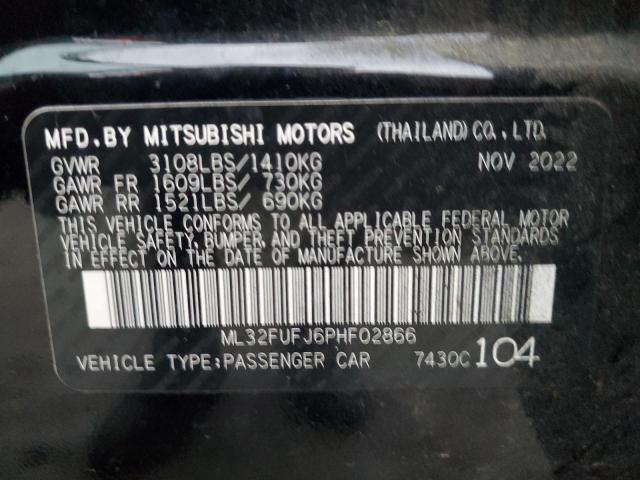 MFD.BY MITSUBISHI MOTORS (THAILAND)CO.,LTD.
GVWR 3108LBS/1410KG NOV 2022
GAWR FR 1609LBS/ 730KG
GAWR RR 1521LBS/ 690KG
THIS VEHICLE CONFORMS TO ALL APPLICABLE FEDERAL MOTOR
VEHICLE SAFETY, BUMPER, AND THEFT PREVENTION STANDARDS
IN EFFECT ON THE DATE OF MANUFACTURE SHOWN ABOVE.
ML32FUFJ6PHF02866
VEHICLE TYPE:PASSENGER CAR 7430C 104